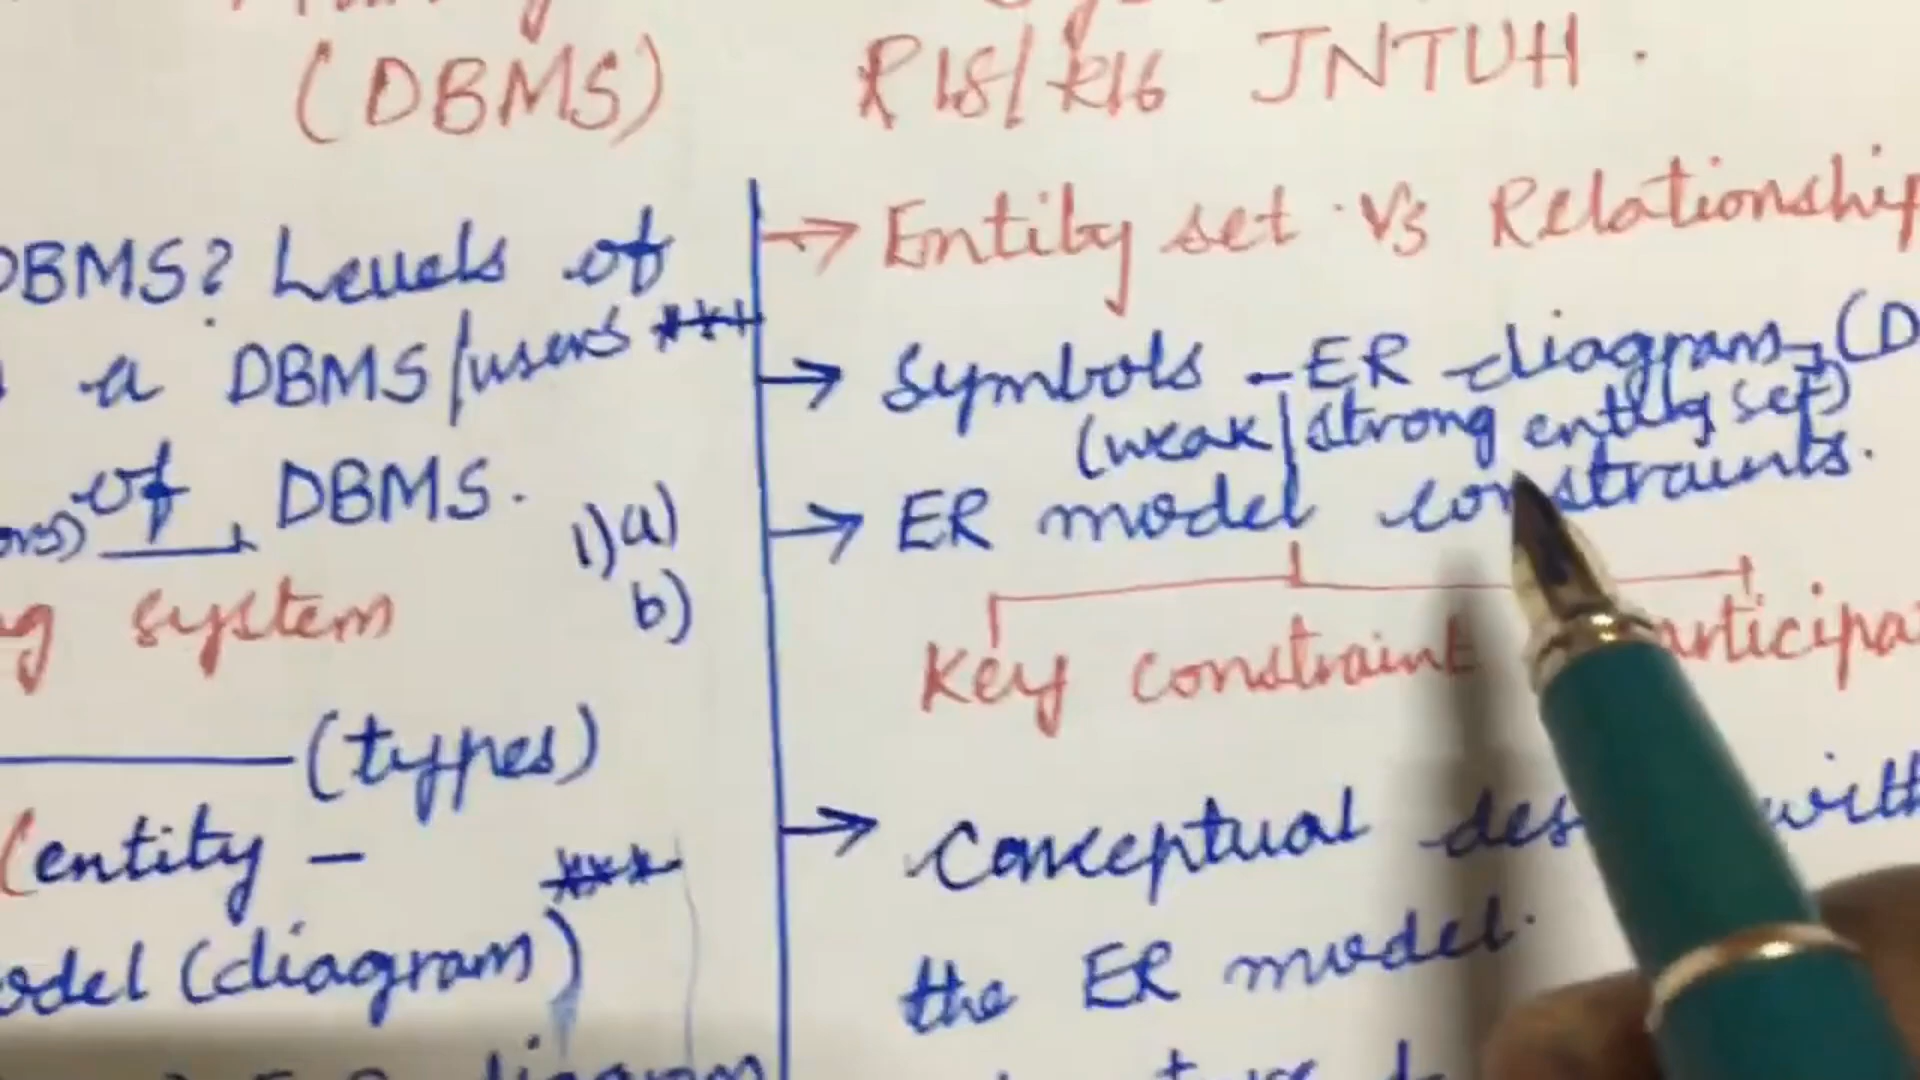 (DBMS) R18/R16 JNTUH.
DBMS? Levels of
a DBMS/users ***
of DBMS.
system
(types)
(entity - ***
(diagram)
→ Entity set Vs Relationship
→ Symbols - ER diagrams, (D
(weak/strong entity set)
1)a) → ER model constraints.
b)
Key constraint
→ Conceptual
the ER model.